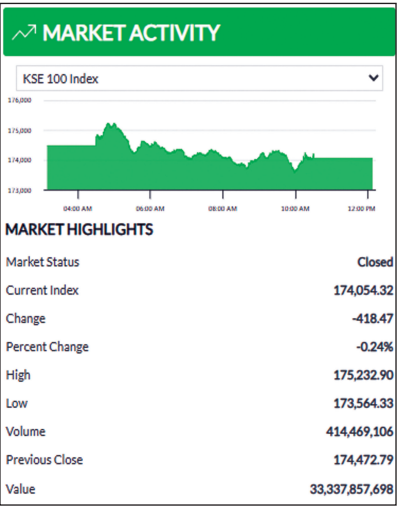 MARKET ACTIVITY
KSE 100 Index
176,000
175,000
174,000
173,000
04:00 AM 06:00 AM 08:00 AM 10:00 AM 12:00 PM
MARKET HIGHLIGHTS
Market Status Closed
Current Index 174,054.32
Change -418.47
Percent Change -0.24%
High 175,232.90
Low 173,564.33
Volume 414,469,106
Previous Close 174,472.79
Value 33,337,857,698